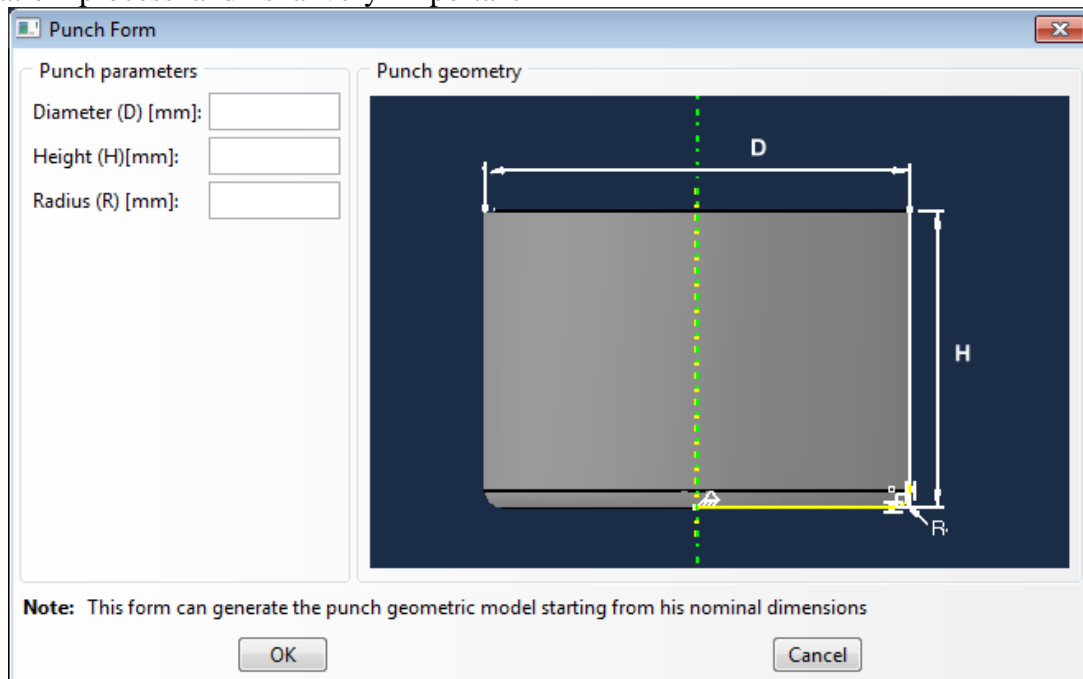 Punch Form
Punch parameters
Diameter (D) [mm]:
Height (H)[mm]:
Radius (R) [mm]:
Punch geometry
D
H
R
Note: This form can generate the punch geometric model starting from his nominal dimensions
OK
Cancel